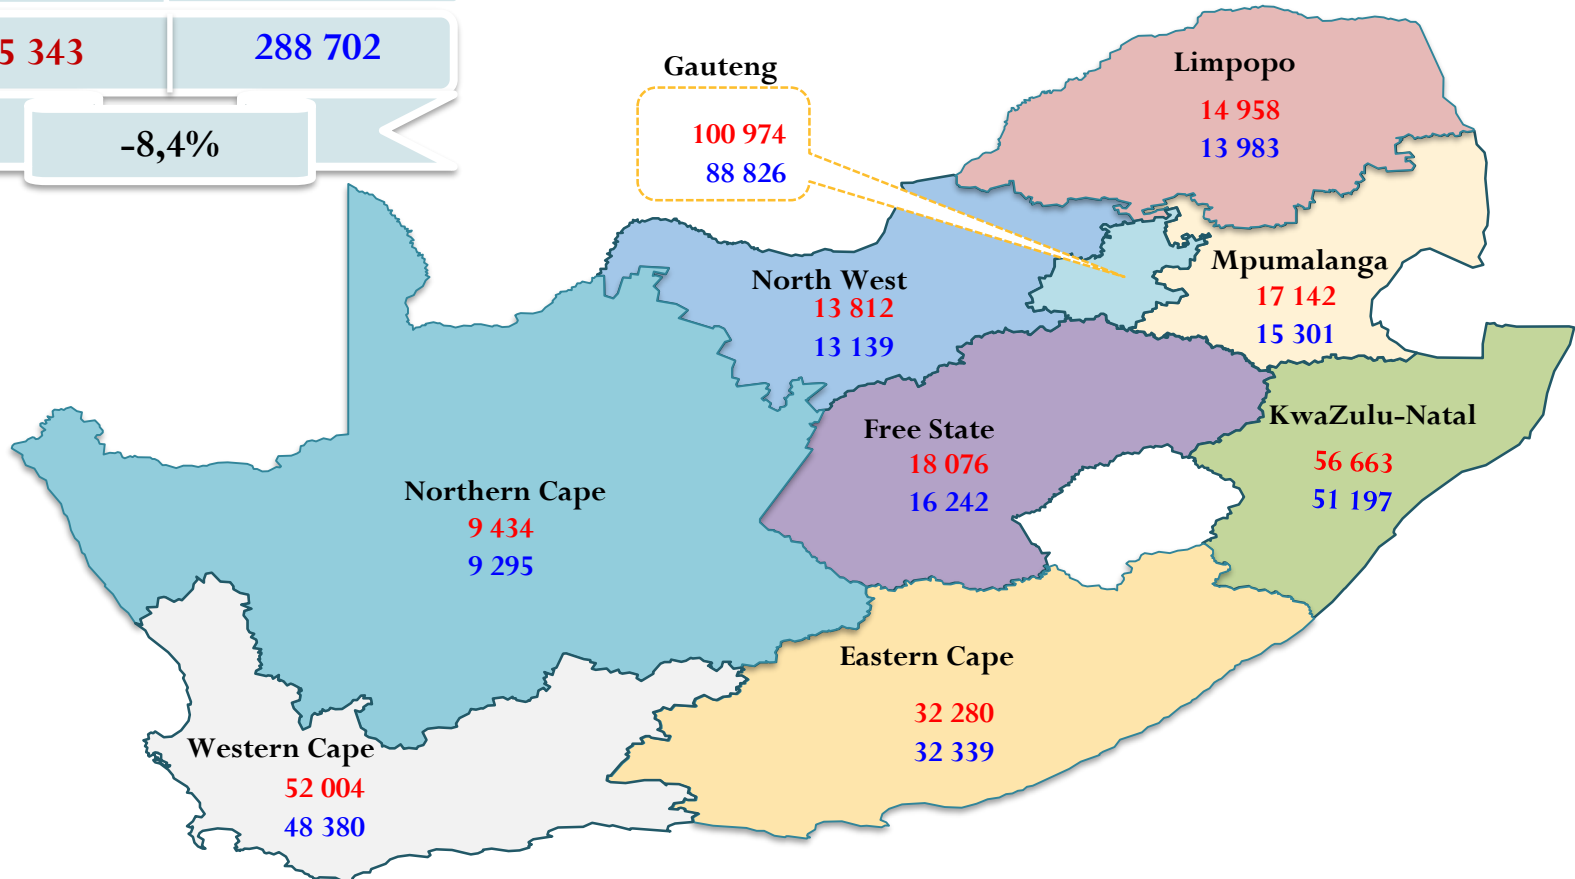 5 343
288 702
-8,4%
Gauteng
100 974
88 826
Limpopo
14 958
13 983
North West
13 812
13 139
Mpumalanga
17 142
15 301
Free State
18 076
16 242
KwaZulu-Natal
56 663
51 197
Northern Cape
9 434
9 295
Eastern Cape
32 280
32 339
Western Cape
52 004
48 380